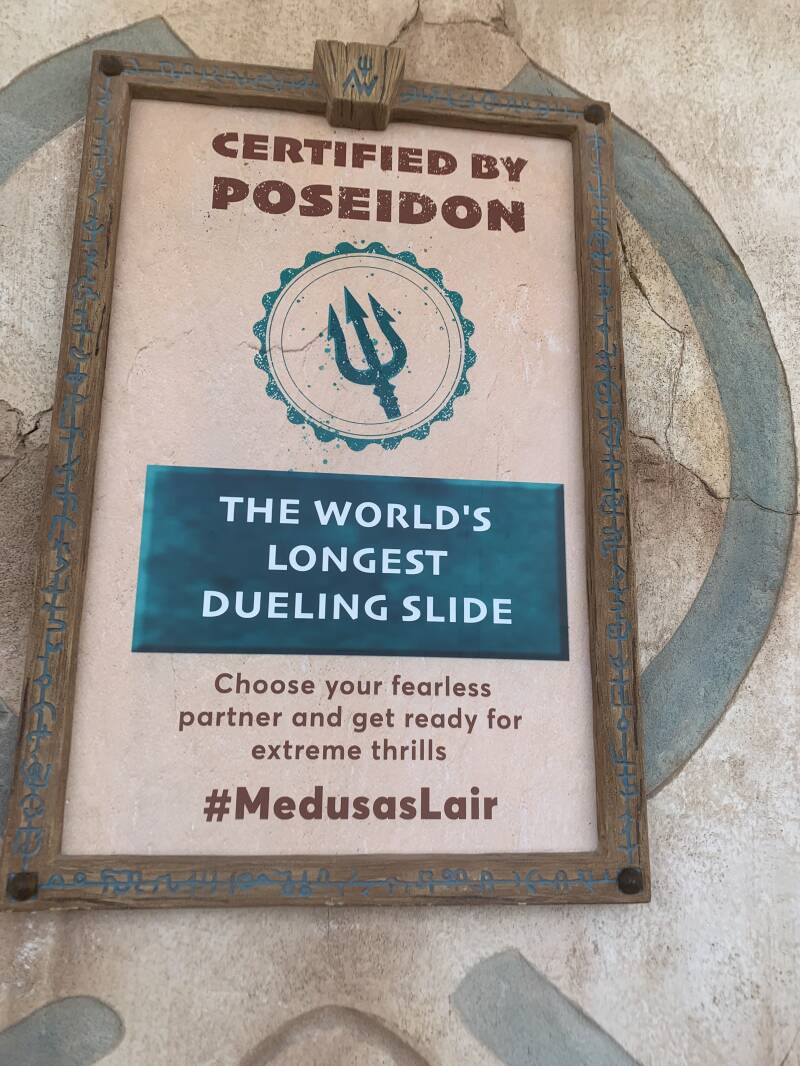 CERTIFIED BY
POSEIDON
THE WORLD'S
LONGEST
DUELING SLIDE
Choose your fearless
partner and get ready for
extreme thrills
#MedusasLair